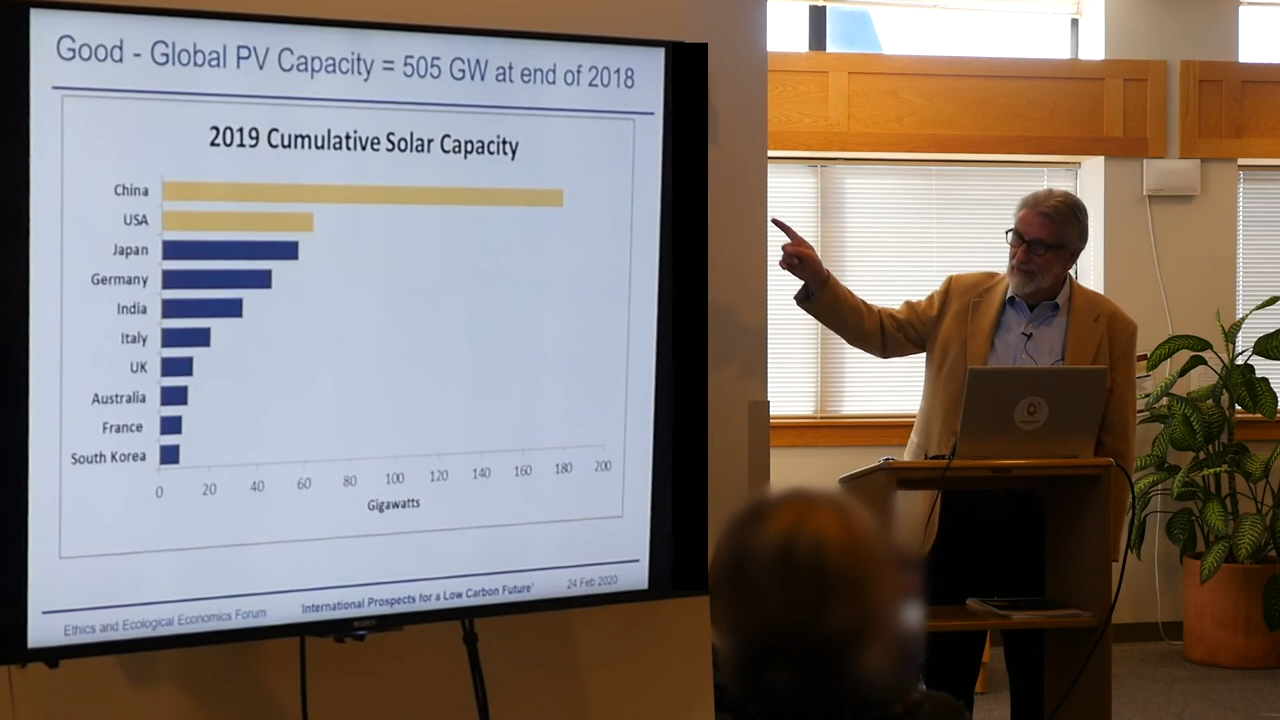 Good - Global PV Capacity = 505 GW at end of 2018
2019 Cumulative Solar Capacity
China
USA
Japan
Germany
India
Italy
UK
Australia
France
South Korea
0 20 40 60 80 100 120 140 160 180 200
Gigawatts
Ethics and Ecological Economics Forum 'International Prospects for a Low Carbon Future' 24 Feb 2020
SONY